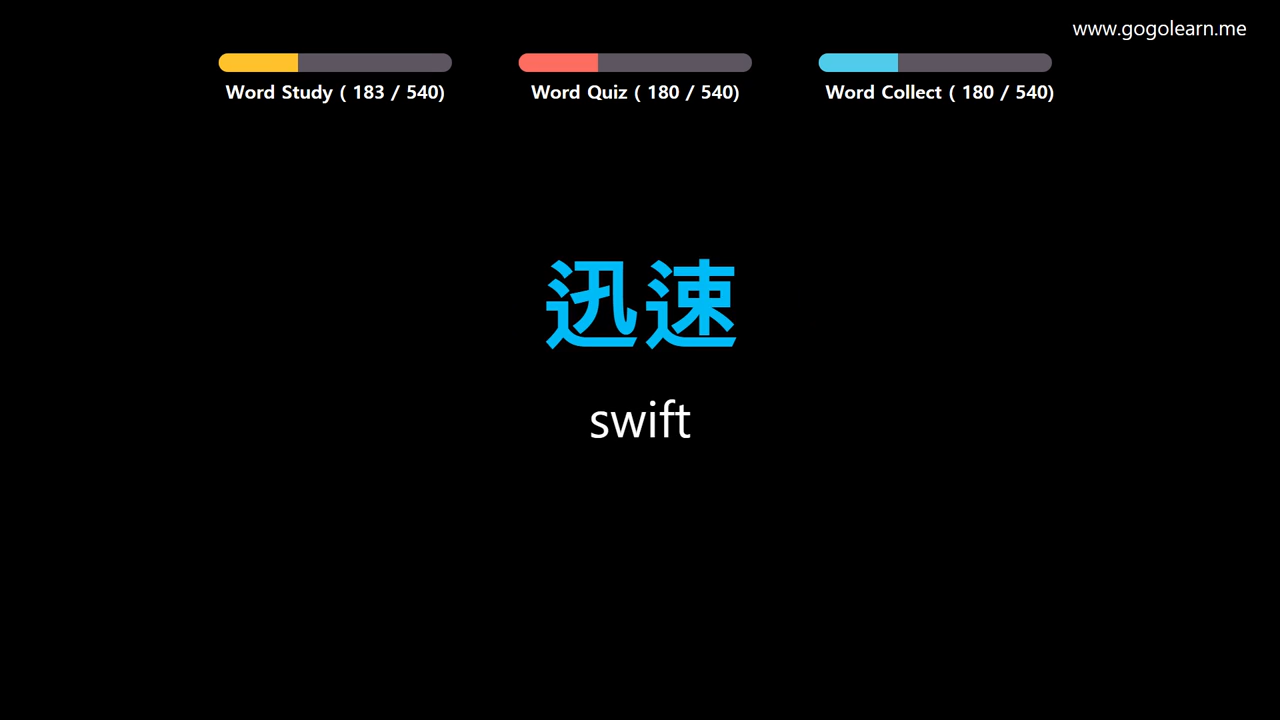 www.gogolearn.me
Word Study ( 183 / 540)
Word Quiz ( 180 / 540)
Word Collect ( 180 / 540)
迅速
swift